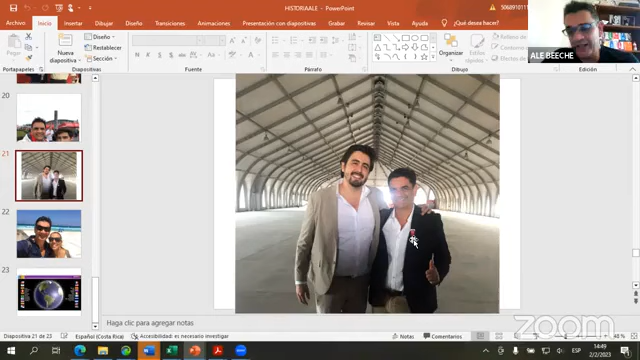 HISTORIAALE - PowerPoint
Archivo
Inicio
Insertar
Dibujar
Diseño
Transiciones
Animaciones
Presentación con diapositivas
Grabar
Revisar
Vista
Ayuda
¿Qué desea hacer?
ALE BEECHE
Pegar
Nueva
diapositiva
Diseño
Restablecer
Sección
Organizar
Estilos
rápidos
Portapapeles
Diapositivas
Fuente
Párrafo
Dibujo
Edición
20
21
22
23
Haga clic para agregar notas
Diapositiva 21 de 23
Español (Costa Rica)
Accesibilidad: es necesario investigar
Notas
Comentarios
zoom
ESP
14:49
2/2/2023